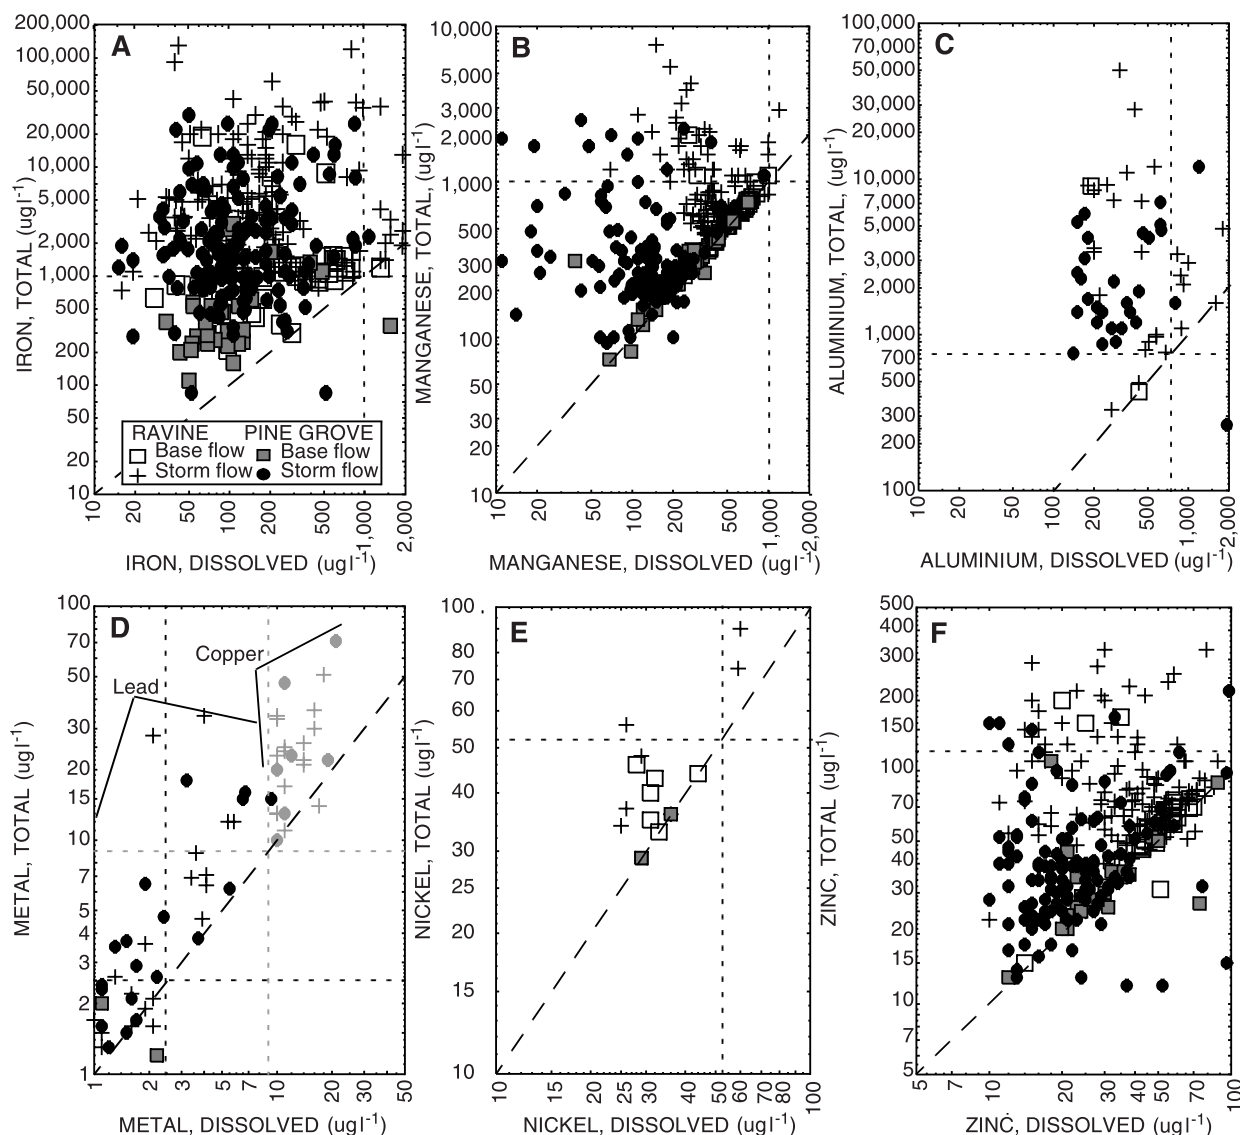 A
200,000
100,000
50,000
20,000
10,000
5,000
2,000
1,000
500
200
100
50
20
10
IRON, TOTAL (ugl-1)
RAVINE PINE GROVE
Base flow Base flow
Storm flow Storm flow
10 20 50 100 200 500 1,000 2,000
IRON, DISSOLVED (ugl-1)
B
10,000
5,000
3,000
2,000
1,000
500
300
200
100
50
30
20
10
MANGANESE, TOTAL, (ugl-1)
10 20 50 100 200 500 1,000 2,000
MANGANESE, DISSOLVED (ugl-1)
C
100,000
70,000
50,000
30,000
20,000
10,000
7,000
5,000
3,000
2,000
1,000
700
500
300
200
100
ALUMINIUM, TOTAL, (ugl-1)
10 20 50 100 200 500 1,000 2,000
ALUMINIUM, DISSOLVED (ugl-1)
D
100
70
50
30
20
15
10
7
5
4
3
2
1
METAL, TOTAL (ugl-1)
Copper
Lead
1 2 3 5 10 20 30 50
METAL, DISSOLVED (ugl-1)
E
100
80
70
60
50
40
30
25
20
15
10
NICKEL, TOTAL (ugl-1)
10 15 20 25 30 40 50 60 80 100
NICKEL, DISSOLVED (ugl-1)
F
500
400
300
200
150
100
70
50
40
30
20
15
10
7
5
ZINC, TOTAL (ugl-1)
5 7 10 20 30 50 70 100
ZINC, DISSOLVED (ugl-1)